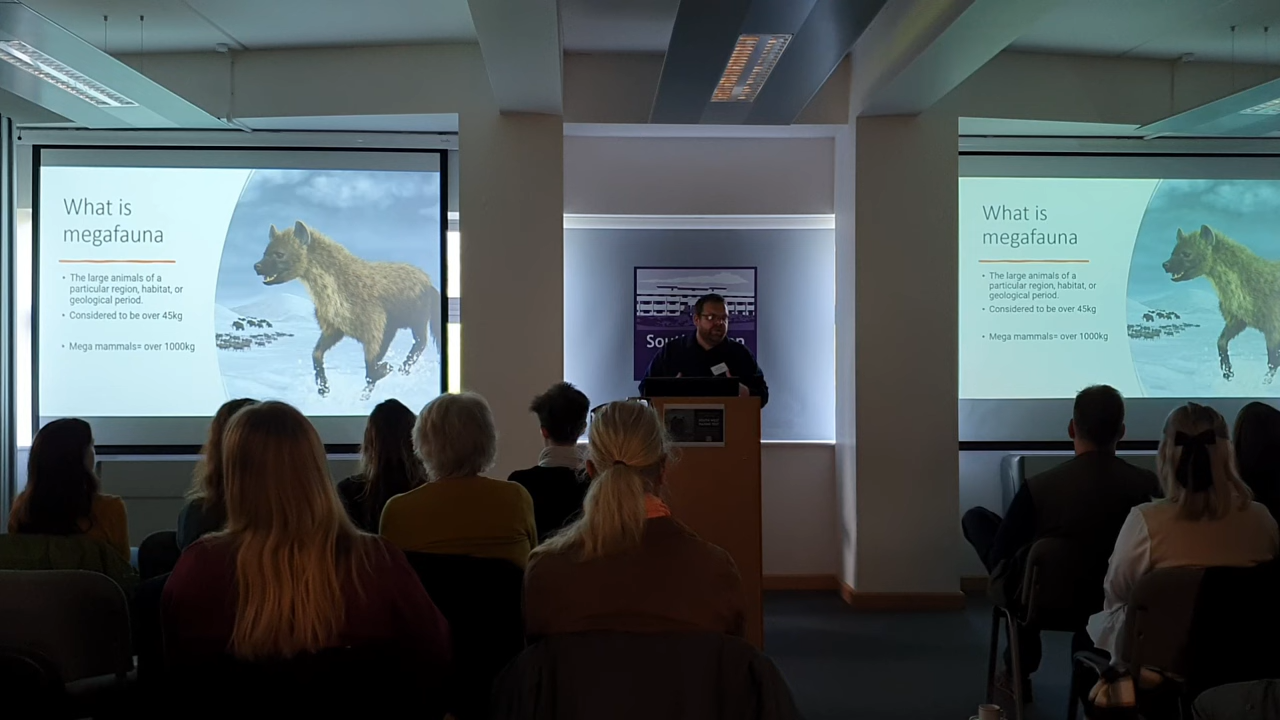 What is
megafauna
• The large animals of a
particular region, habitat, or
geological period.
• Considered to be over 45kg
• Mega mammals= over 1000kg
What is
megafauna
• The large animals of a
particular region, habitat, or
geological period.
• Considered to be over 45kg
• Mega mammals= over 1000kg